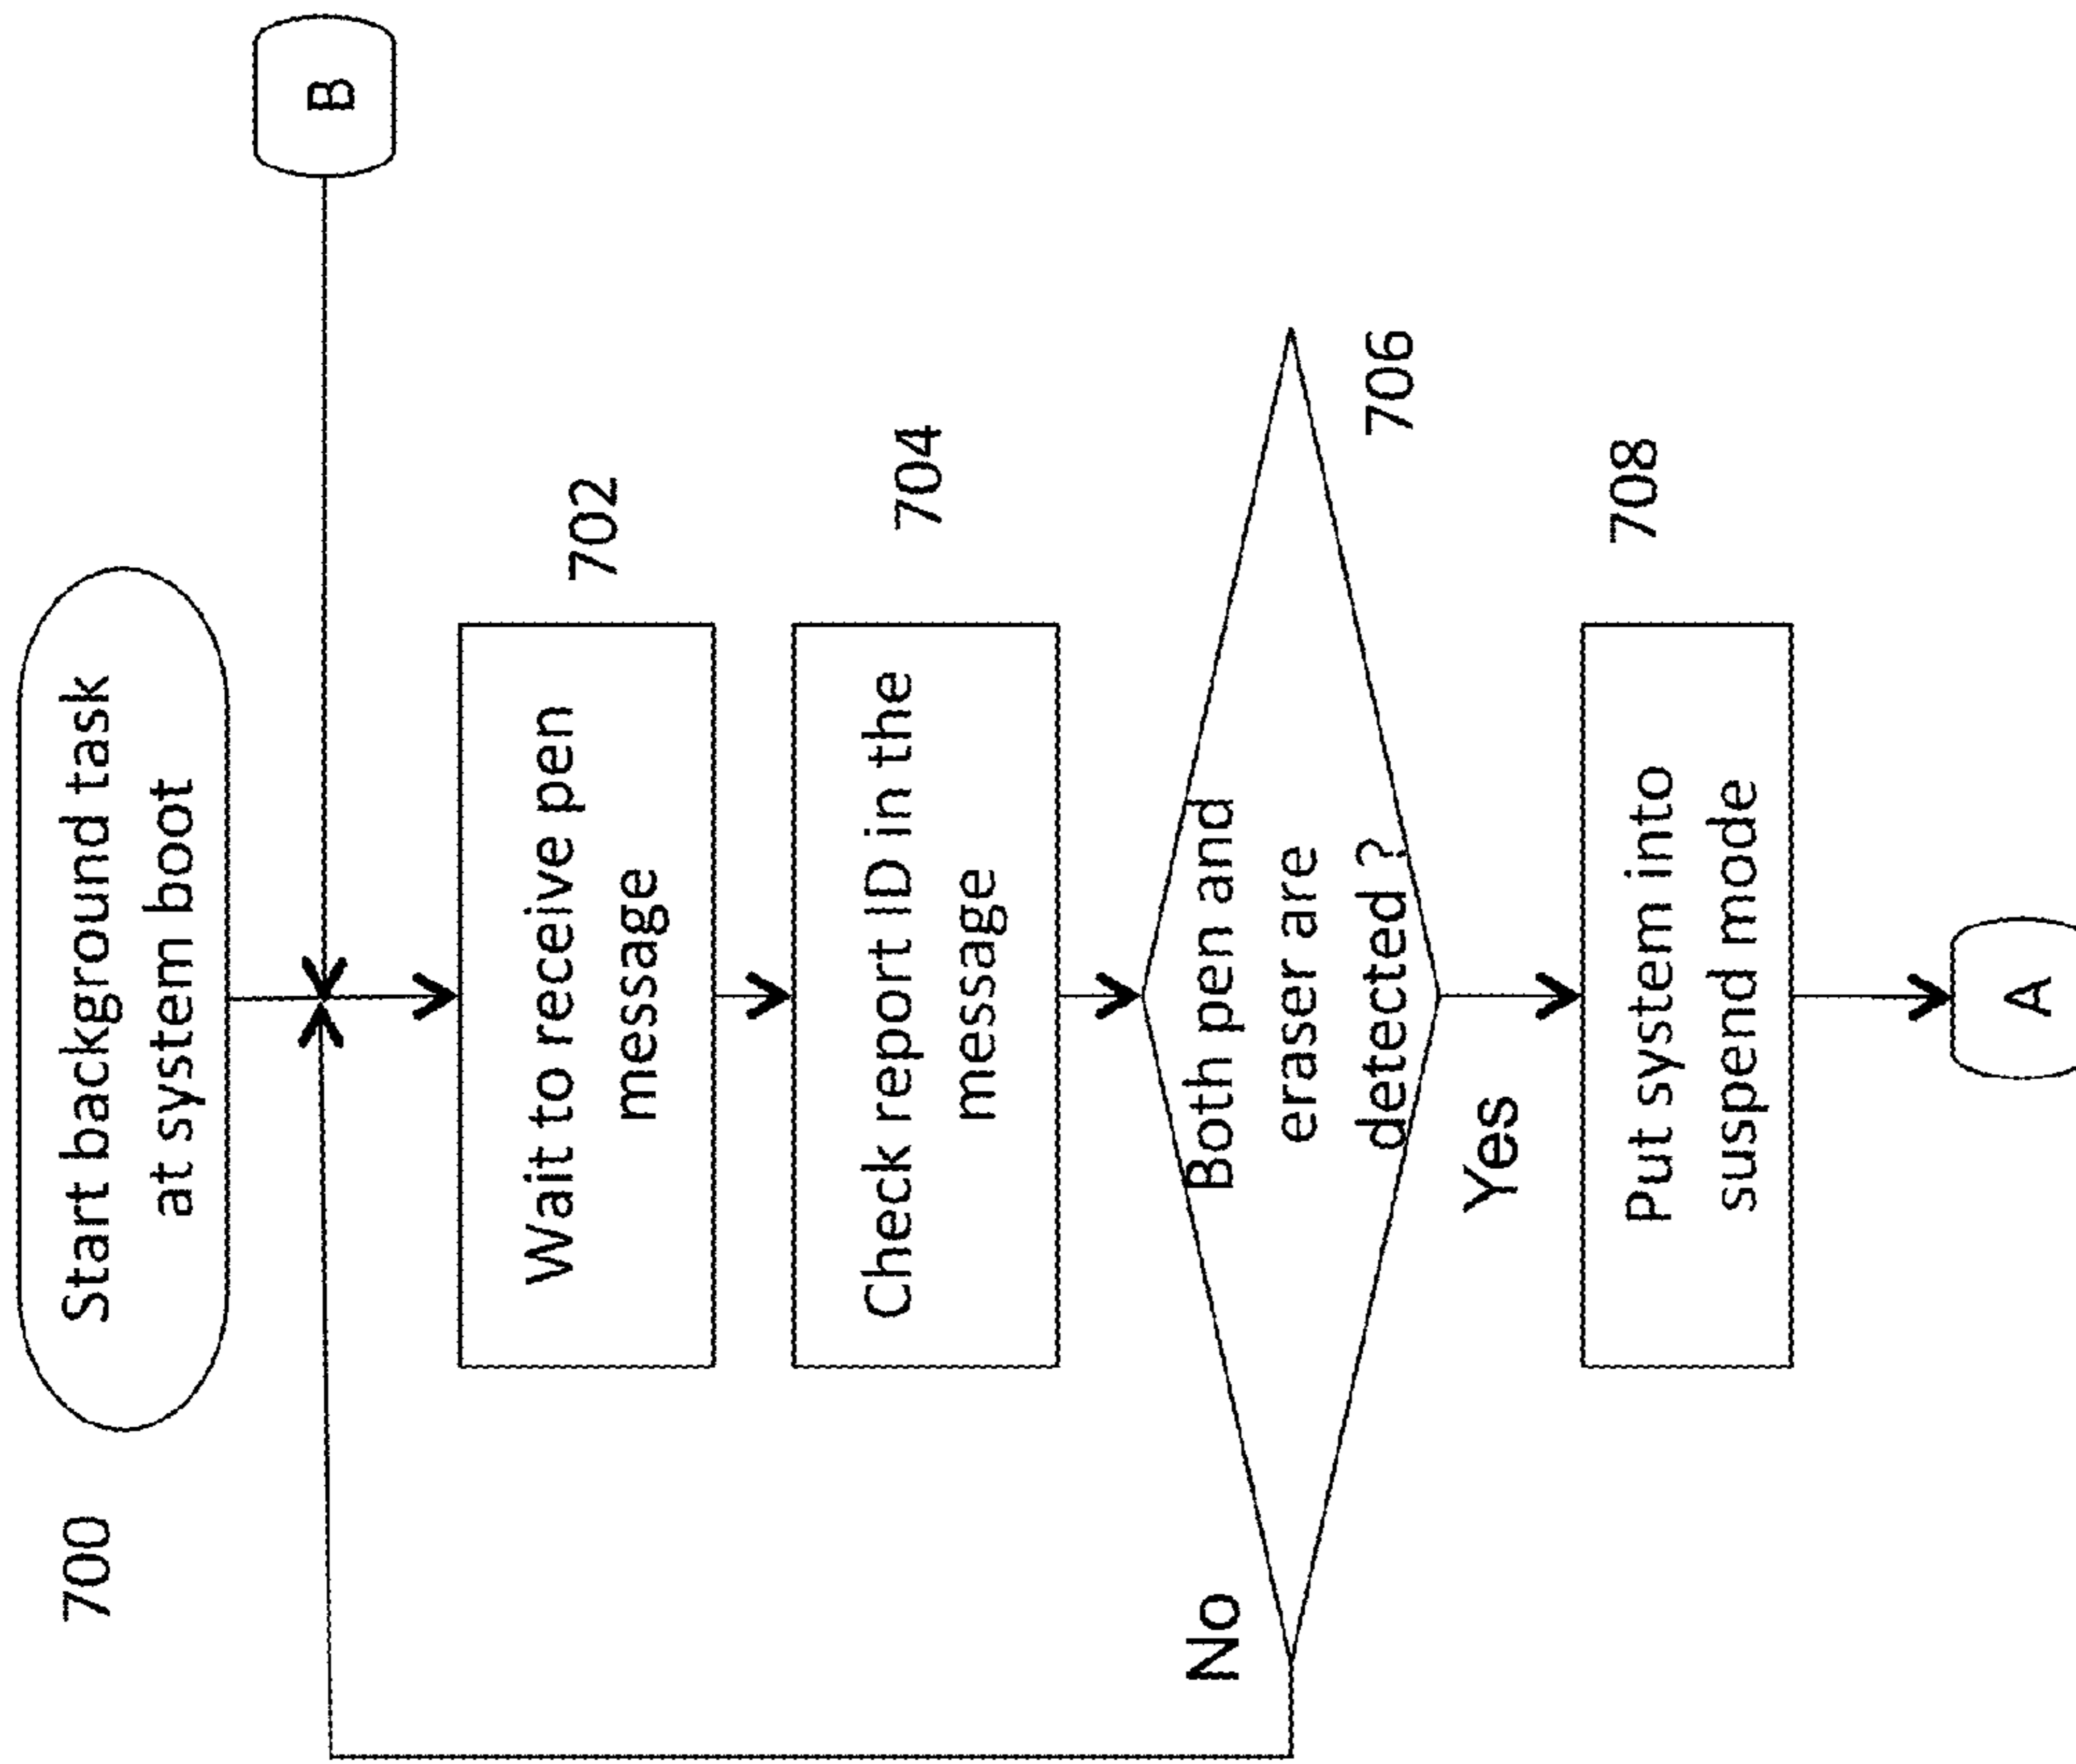 700
Start background task
at system boot
B
Wait to receive pen
message
702
Check report ID in the
message
704
Both pen and
eraser are
detected ?
706
No
Yes
Put system into
suspend mode
708
A